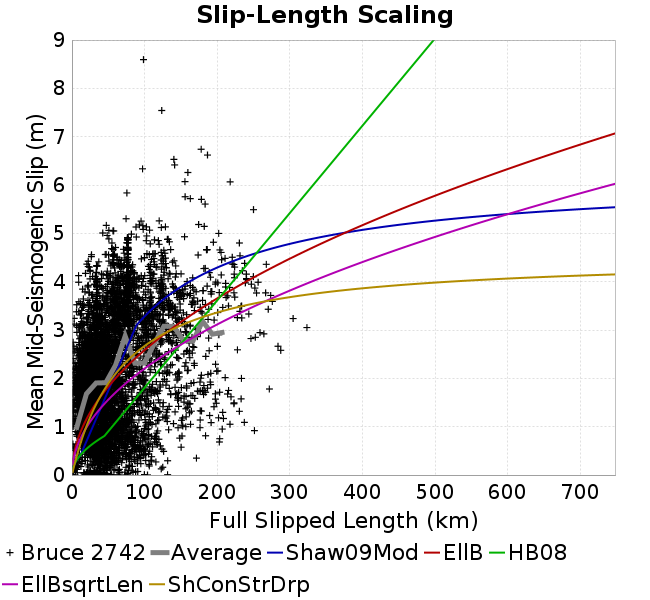 Slip-Length Scaling
Mean Mid-Seismogenic Slip (m)
9
8
7
6
5
4
3
2
1
0
0 100 200 300 400 500 600 700
Full Slipped Length (km)
Bruce 2742 Average Shaw09Mod EllB HB08
EllBsqrtLen ShConStrDrp